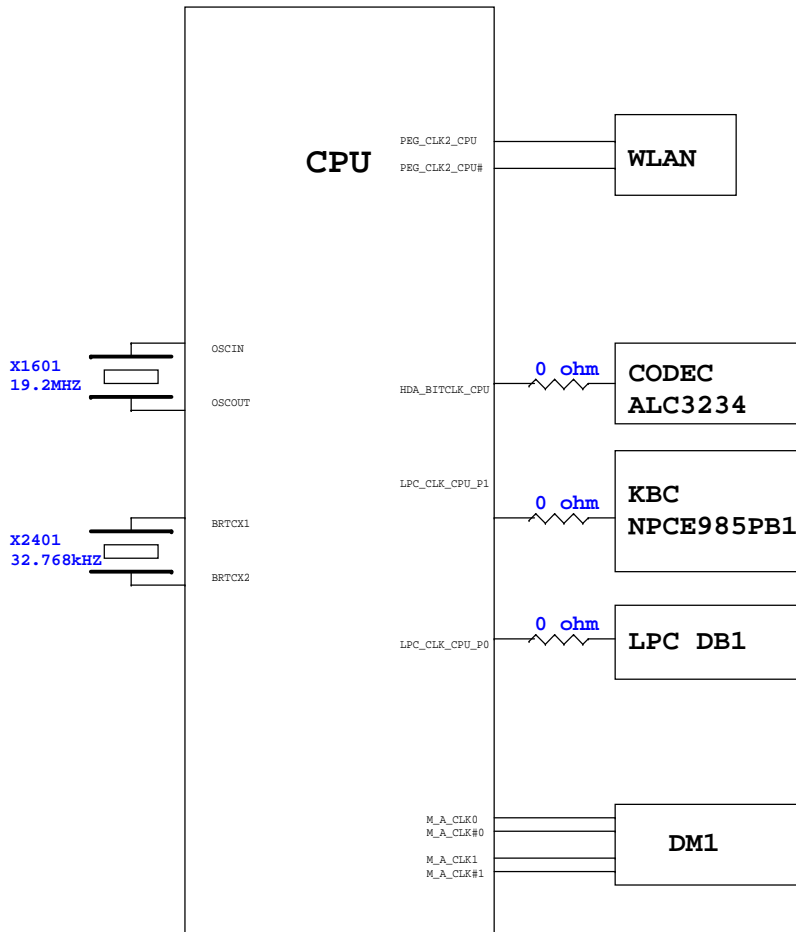 CPU
PEG_CLK2_CPU
PEG_CLK2_CPU#
WLAN
X1601
19.2MHZ
OSCIN
OSCOUT
HDA_BITCLK_CPU
0 ohm
CODEC
ALC3234
LPC_CLK_CPU_P1
0 ohm
KBC
NPCE985PB1
X2401
32.768kHZ
BRTCX1
BRTCX2
LPC_CLK_CPU_P0
0 ohm
LPC DB1
M_A_CLK0
M_A_CLK#0
M_A_CLK1
M_A_CLK#1
DM1